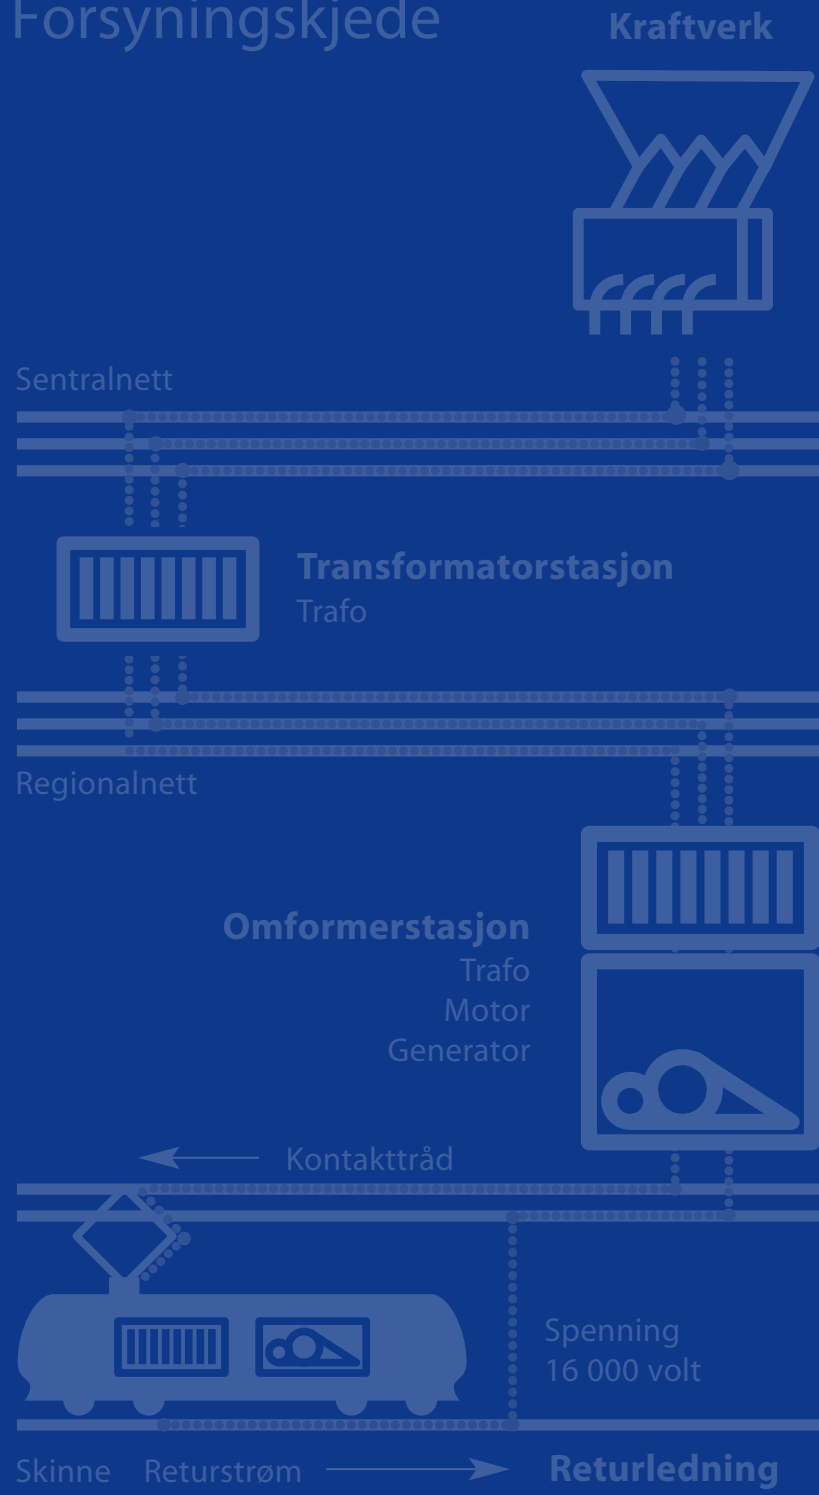 Forsyningskjede
Kraftverk
Sentralnett
Transformatorstasjon
Trafo
Regionalnett
Omformerstasjon
Trafo
Motor
Generator
Kontakttråd
Spenning
16 000 volt
Skinne Returstrøm
Returledning